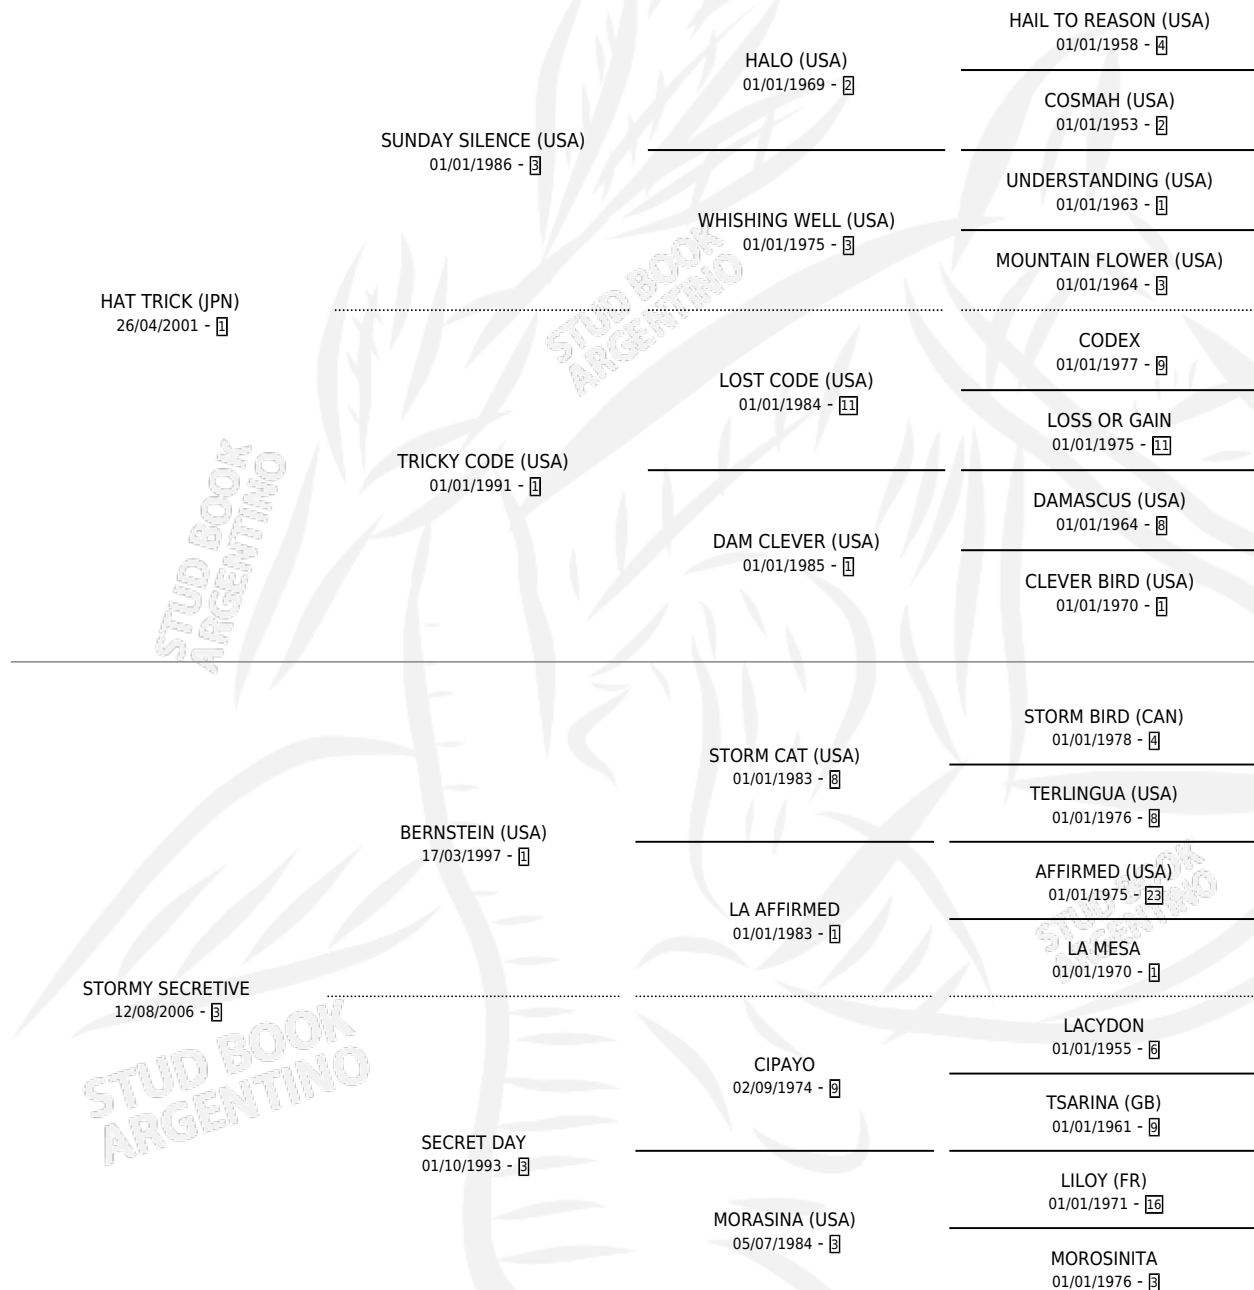 HAIL TO REASON (USA)
01/01/1958 - 4
HALO (USA)
01/01/1969 - 2
COSMAH (USA)
01/01/1953 - 2
SUNDAY SILENCE (USA)
01/01/1986 - 3
UNDERSTANDING (USA)
01/01/1963 - 1
WHISHING WELL (USA)
01/01/1975 - 3
MOUNTAIN FLOWER (USA)
01/01/1964 - 3
HAT TRICK (JPN)
26/04/2001 - 1
CODEX
01/01/1977 - 9
LOST CODE (USA)
01/01/1984 - 11
LOSS OR GAIN
01/01/1975 - 11
TRICKY CODE (USA)
01/01/1991 - 1
DAMASCUS (USA)
01/01/1964 - 8
DAM CLEVER (USA)
01/01/1985 - 1
CLEVER BIRD (USA)
01/01/1970 - 1
STORM BIRD (CAN)
01/01/1978 - 4
STORM CAT (USA)
01/01/1983 - 8
TERLINGUA (USA)
01/01/1976 - 8
BERNSTEIN (USA)
17/03/1997 - 1
AFFIRMED (USA)
01/01/1975 - 23
LA AFFIRMED
01/01/1983 - 1
LA MESA
01/01/1970 - 1
STORMY SECRETIVE
12/08/2006 - 3
LACYDON
01/01/1955 - 6
CIPAYO
02/09/1974 - 9
TSARINA (GB)
01/01/1961 - 9
SECRET DAY
01/10/1993 - 3
LILOY (FR)
01/01/1971 - 16
MORASINA (USA)
05/07/1984 - 3
MOROSINITA
01/01/1976 - 3
STUD BOOK
ARGENTINO
STUD BOOK
ARGENTINO
STUD BOOK
ARGENTINO
STUD BOOK
ARGENTINO